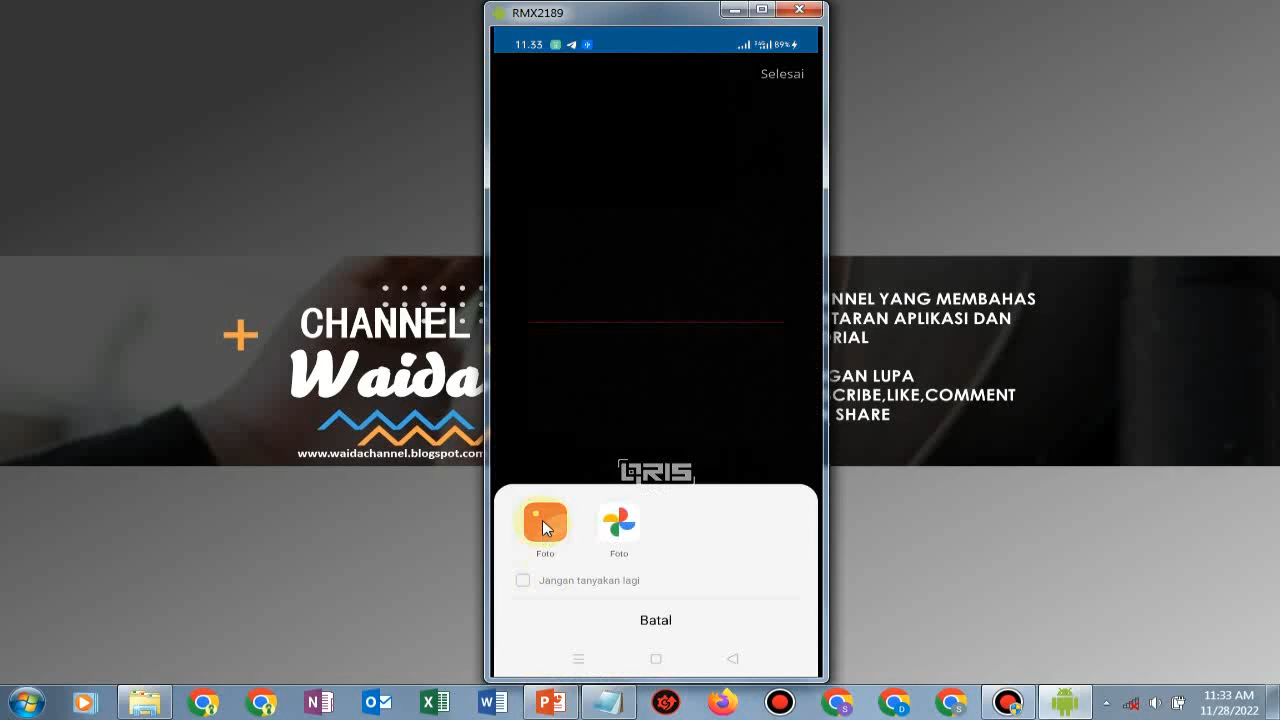 RMX2189
11.33
89%
Selesai
CHANNEL
Waida
www.waidachannel.blogspot.com
NNEL YANG MEMBAHAS
TARAN APLIKASI DAN
RIAL
GAN LUPA
CRIBE,LIKE,COMMENT
SHARE
QRIS
Foto
Foto
Jangan tanyakan lagi
Batal
11:33 AM
11/28/2022